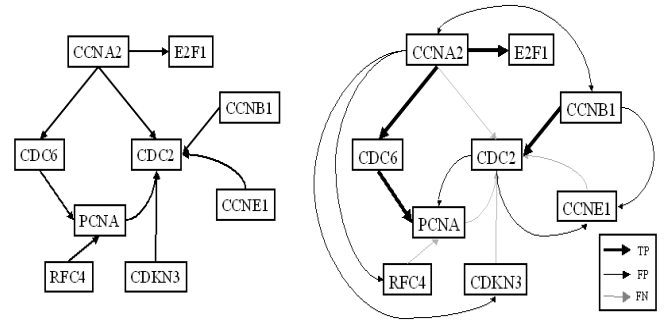 CCNA2
E2F1
CCNB1
CDC6
CDC2
CCNE1
PCNA
RFC4
CDKN3
CCNA2
E2F1
CCNB1
CDC6
CDC2
CCNE1
PCNA
RFC4
CDKN3
TP
FP
FN